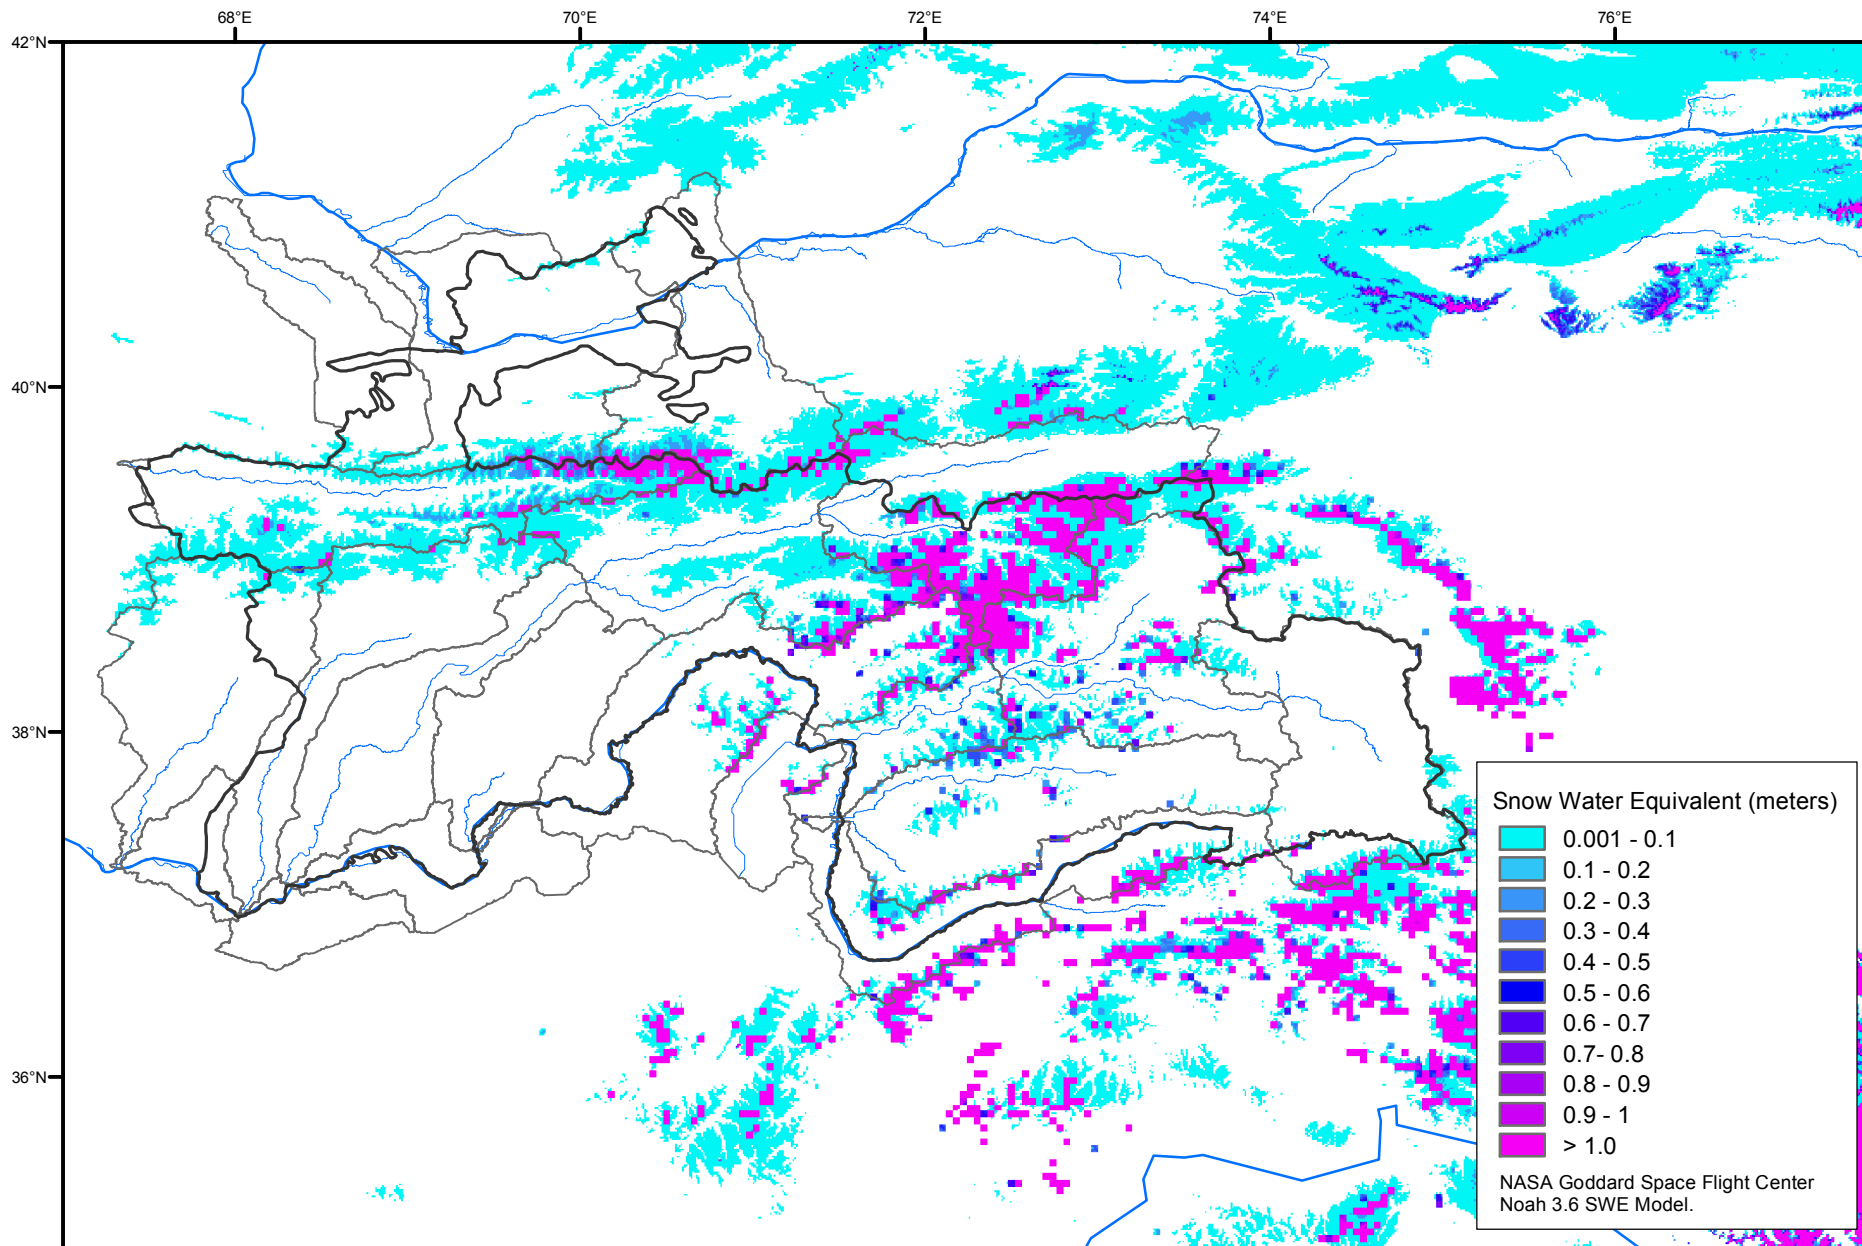 68°E 70°E 72°E 74°E 76°E
42°N
40°N
38°N
36°N
Snow Water Equivalent (meters)
0.001 - 0.1
0.1 - 0.2
0.2 - 0.3
0.3 - 0.4
0.4 - 0.5
0.5 - 0.6
0.6 - 0.7
0.7- 0.8
0.8 - 0.9
0.9 - 1
> 1.0
NASA Goddard Space Flight Center
Noah 3.6 SWE Model.